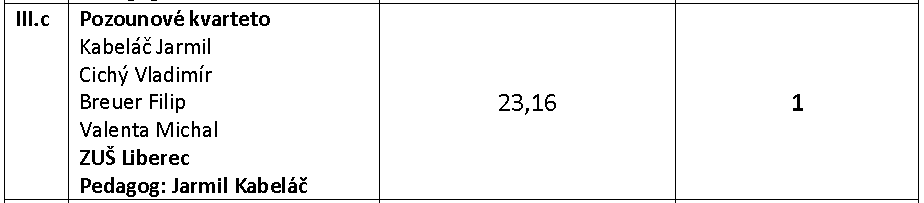 III.c Pozounové kvarteto
Kabeláč Jarmil
Cichý Vladimír
Breuer Filip
Valenta Michal
ZUŠ Liberec
Pedagog: Jarmil Kabeláč
23,16
1